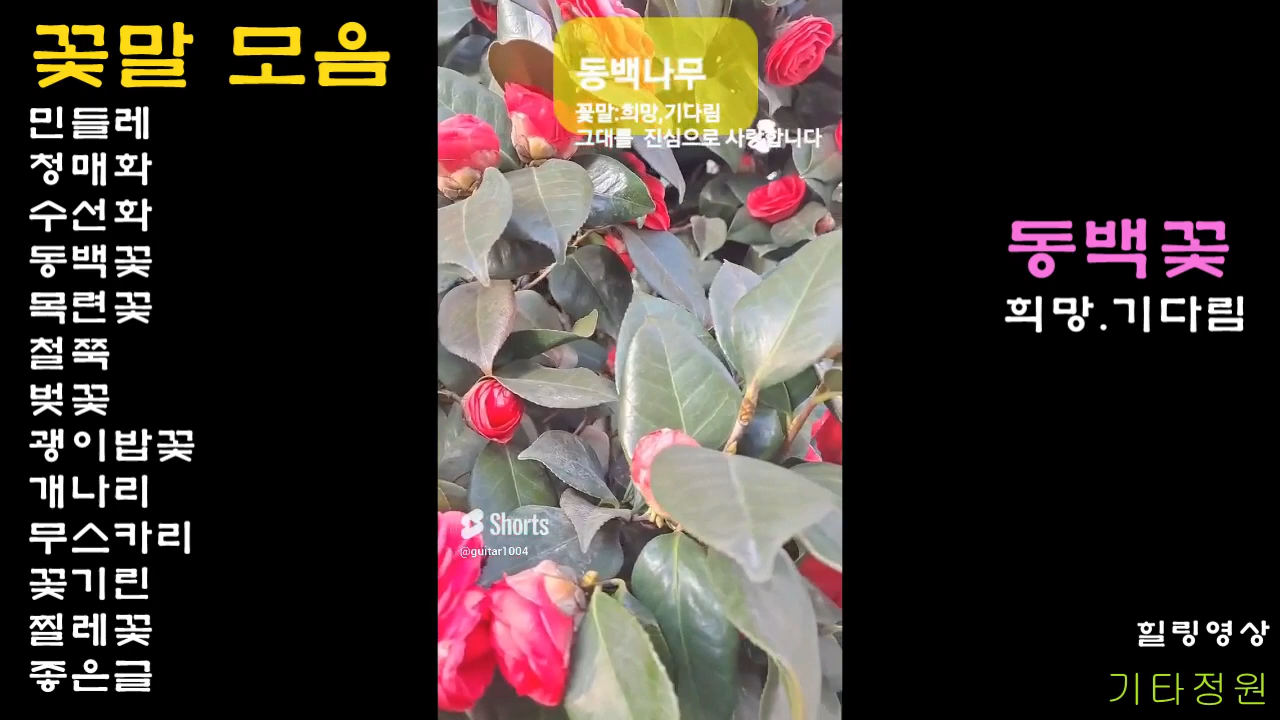 꽃말 모음
민들레
청매화
수선화
동백꽃
목련꽃
철쭉
벚꽃
괭이밥꽃
개나리
무스카리
꽃기린
찔레꽃
좋은글
동백나무
꽃말:희망,기다림
그대를 진심으로 사랑합니다
Shorts
@guitar1004
동백꽃
희망.기다림
힐링영상
기타정원